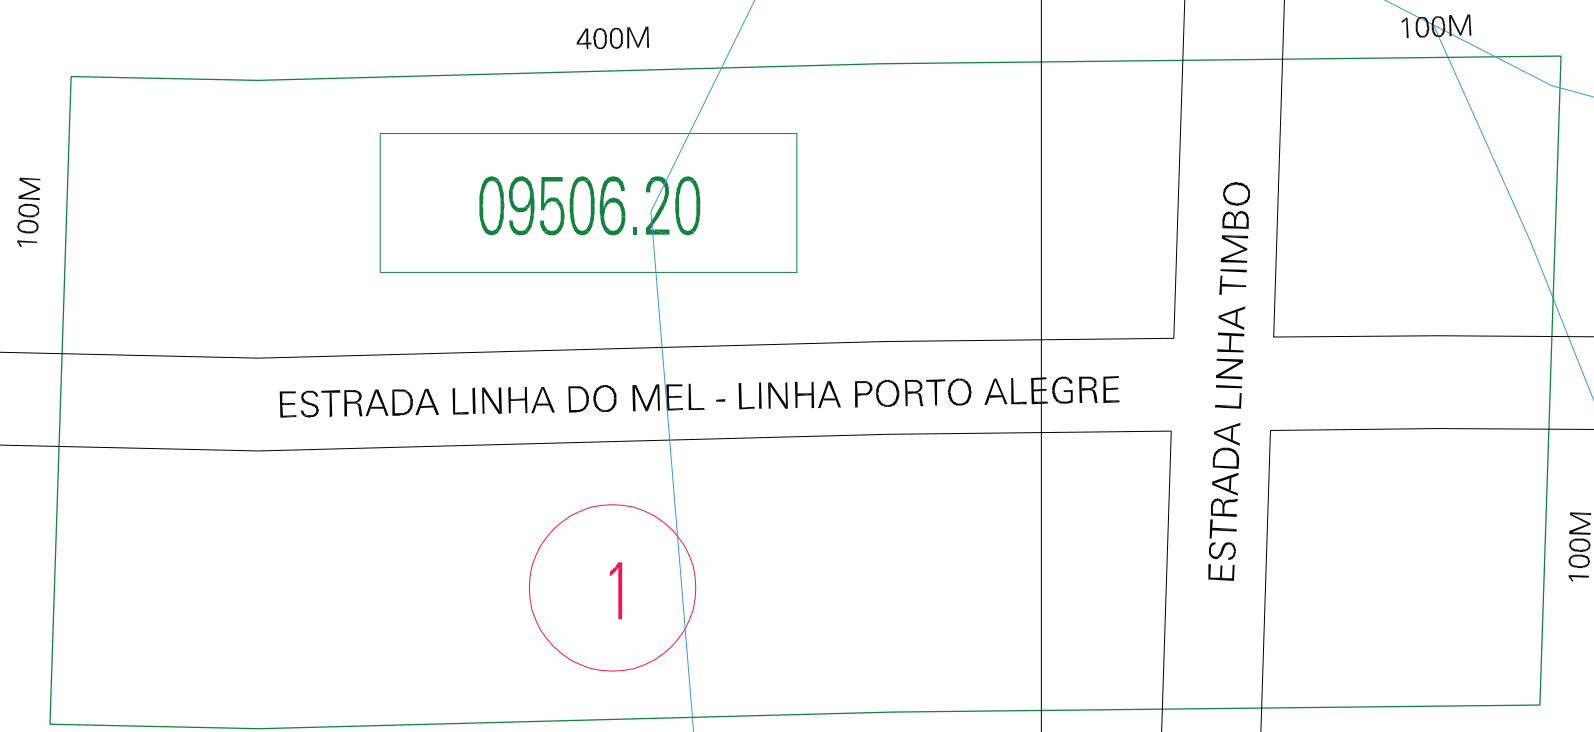 400M
100M
100M
09506.20
ESTRADA LINHA TIMBO
ESTRADA LINHA DO MEL - LINHA PORTO ALEGRE
1
100M